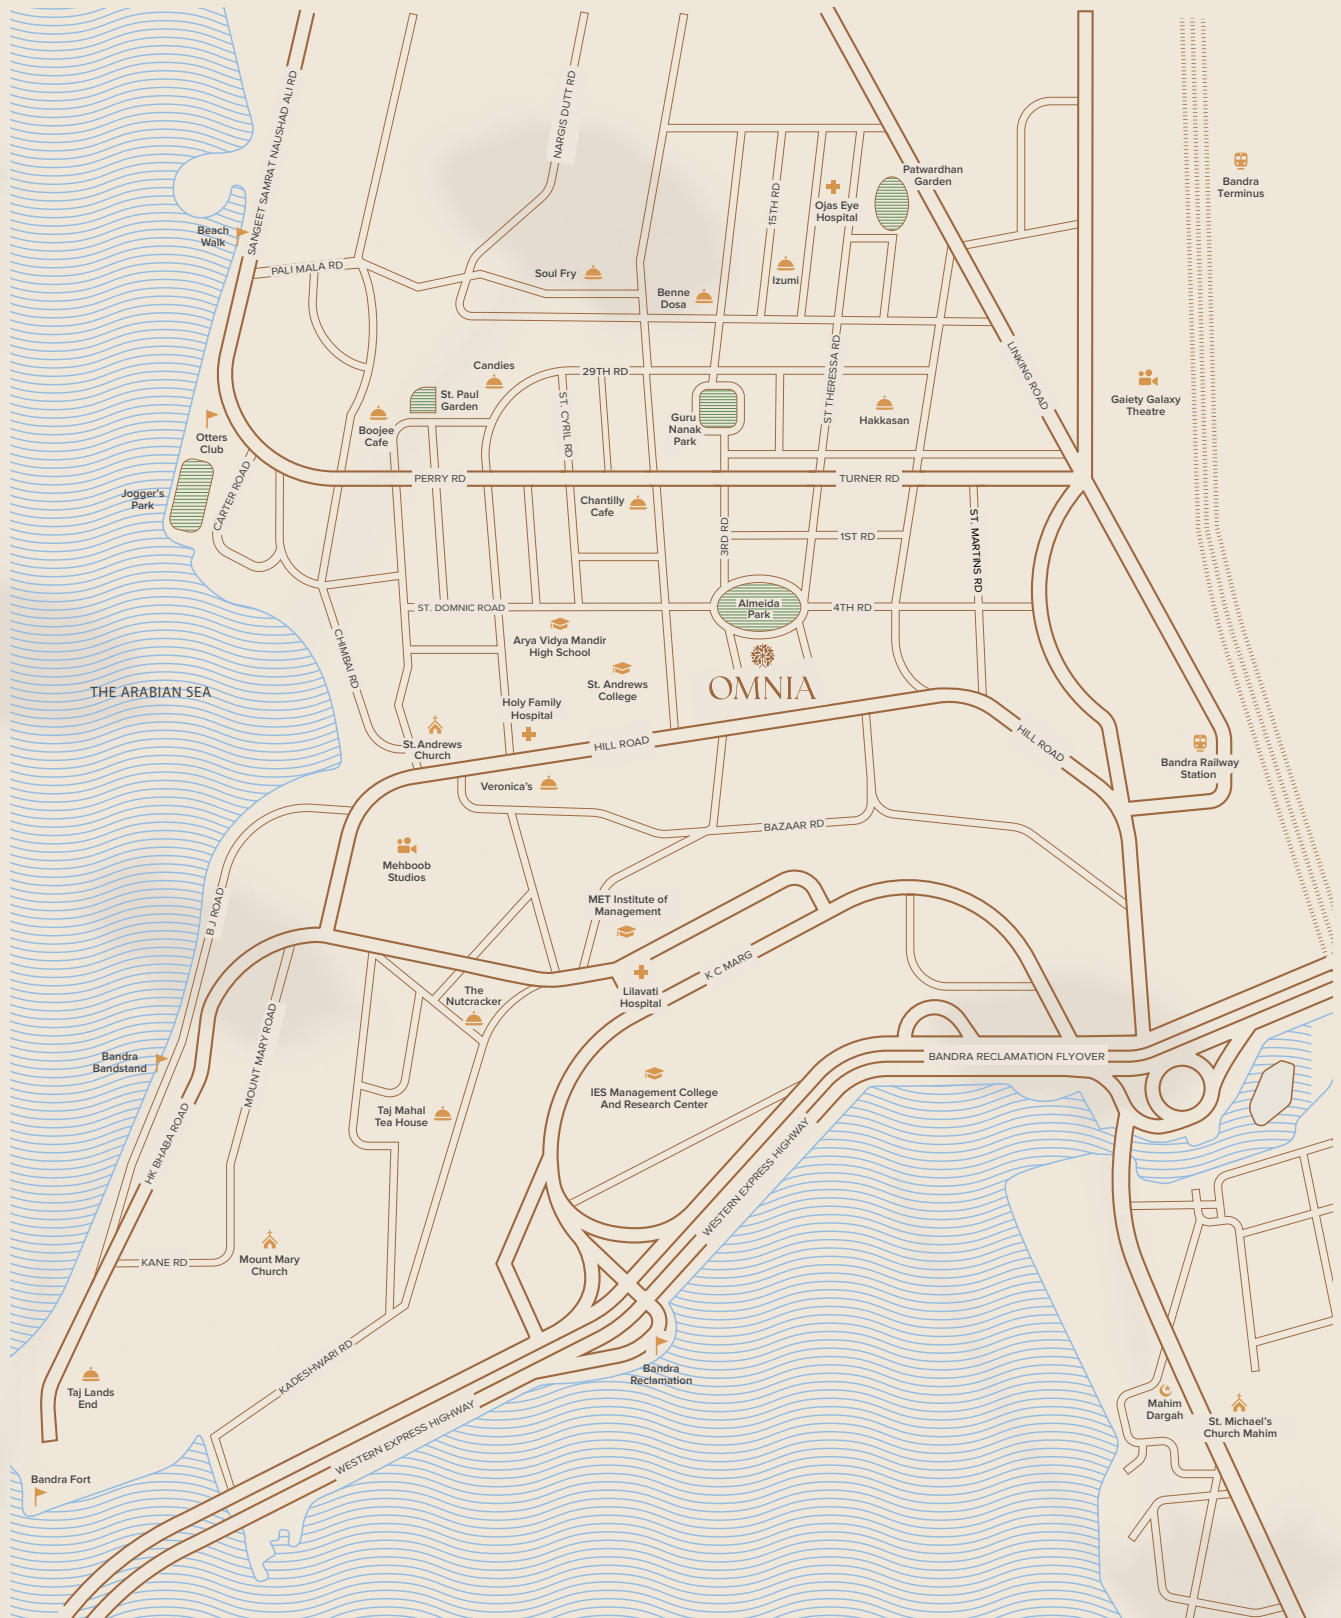 SANGEET SAMRAT NAUSHAD ALI RD
NARGIS DUTT RD
Patwardhan
Garden
Bandra
Terminus
15TH RD
Ojas Eye
Hospital
Beach
Walk
PALI MALA RD
Soul Fry
Izumi
Benne
Dosa
LINKING ROAD
ST THERESSA RD
Candies
29TH RD
Gaiety Galaxy
Theatre
St. Paul
Garden
ST. CYRIL RD
Guru
Nanak
Park
Hakkasan
Boojee
Cafe
Otters
Club
PERRY RD
TURNER RD
Jogger's
Park
CARTER ROAD
Chantilly
Cafe
3RD RD
1ST RD
ST. MARTINS RD
ST. DOMNIC ROAD
Almeida
Park
4TH RD
Arya Vidya Mandir
High School
CHIMBAI RD
St. Andrews
College
OMNIA
THE ARABIAN SEA
Holy Family
Hospital
St. Andrews
Church
HILL ROAD
HILL ROAD
Bandra Railway
Station
Veronica's
BAZAAR RD
Mehboob
Studios
B J ROAD
MET Institute of
Management
K C MARG
Lilavati
Hospital
The
Nutcracker
MOUNT MARY ROAD
Bandra
Bandstand
BANDRA RECLAMATION FLYOVER
IES Management College
And Research Center
Taj Mahal
Tea House
HK BHABA ROAD
WESTERN EXPRESS HIGHWAY
KANE RD
Mount Mary
Church
KADESHWARI RD
Bandra
Reclamation
Taj Lands
End
Mahim
Dargah
St. Michael's
Church Mahim
WESTERN EXPRESS HIGHWAY
Bandra Fort